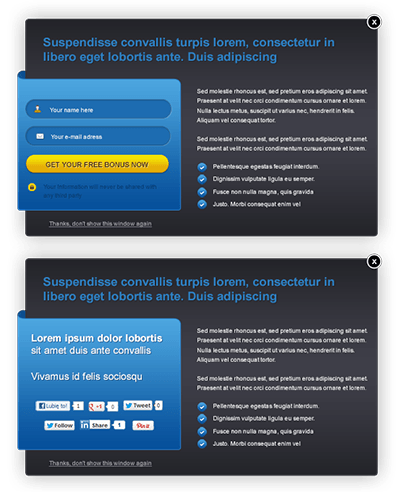 x
Suspendisse convallis turpis lorem, consectetur in
libero eget lobortis ante. Duis adipiscing
Your name here
Your e-mail adress
GET YOUR FREE BONUS NOW
Your information will never be shared with
any third party
Sed molestie rhoncus est, sed pretium eros adipiscing sit amet.
Praesent at velit nec orci condimentum cursus ornare et lorem.
Nulla lectus metus, suscipit ut varius nec, hendrerit in enim.
Aliquam vel consequat tortor.
Sed molestie rhoncus est, sed pretium eros adipiscing sit amet.
Praesent at velit nec orci condimentum cursus ornare et lorem.
Pellentesque egestas feugiat interdum.
Dignissim vulputate ligula eu semper.
Fusce non nulla magna, quis gravida
Justo. Morbi consequat enim vel
Thanks, don't show this window again
x
Suspendisse convallis turpis lorem, consectetur in
libero eget lobortis ante. Duis adipiscing
Lorem ipsum dolor lobortis
sit amet duis ante convallis
Vivamus id felis sociosqu
Lubię to! 1 +1 0 Tweet 0
Follow in Share 1 Pin it
Sed molestie rhoncus est, sed pretium eros adipiscing sit amet.
Praesent at velit nec orci condimentum cursus ornare et lorem.
Nulla lectus metus, suscipit ut varius nec, hendrerit in enim.
Aliquam vel consequat tortor.
Sed molestie rhoncus est, sed pretium eros adipiscing sit amet.
Praesent at velit nec orci condimentum cursus ornare et lorem.
Pellentesque egestas feugiat interdum.
Dignissim vulputate ligula eu semper.
Fusce non nulla magna, quis gravida
Justo. Morbi consequat enim vel
Thanks, don't show this window again